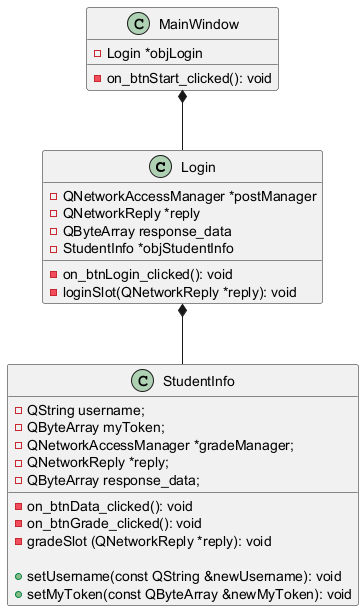 C MainWindow
Login *objLogin
on_btnStart_clicked(): void
C Login
QNetworkAccessManager *postManager
QNetworkReply *reply
QByteArray response_data
StudentInfo *objStudentInfo
on_btnLogin_clicked(): void
loginSlot(QNetworkReply *reply): void
C StudentInfo
QString username;
QByteArray myToken;
QNetworkAccessManager *gradeManager;
QNetworkReply *reply;
QByteArray response_data;
on_btnData_clicked(): void
on_btnGrade_clicked(): void
gradeSlot (QNetworkReply *reply): void
setUsername(const QString &newUsername): void
setMyToken(const QByteArray &newMyToken): void